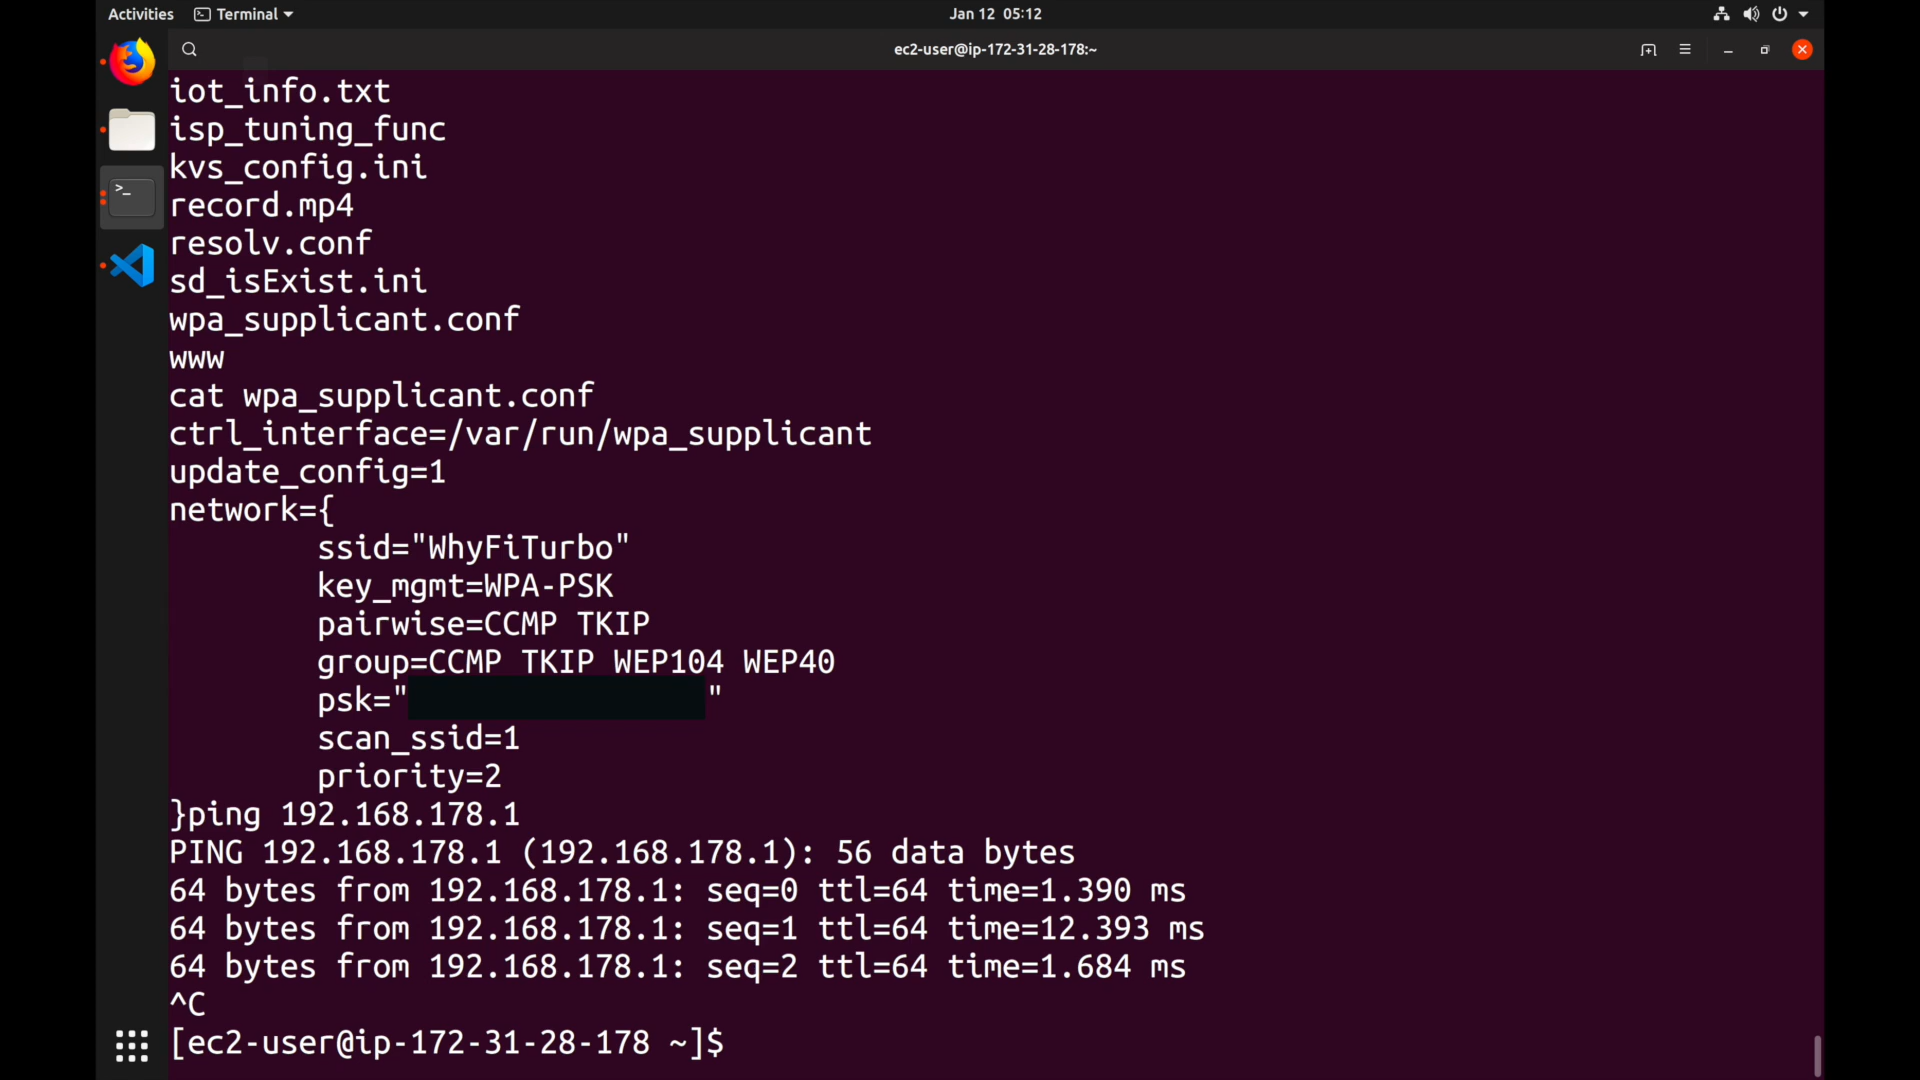 Activities Terminal Jan 12 05:12
ec2-user@ip-172-31-28-178:~
iot_info.txt
isp_tuning_func
kvs_config.ini
record.mp4
resolv.conf
sd_isExist.ini
wpa_supplicant.conf
www
cat wpa_supplicant.conf
ctrl_interface=/var/run/wpa_supplicant
update_config=1
network={
ssid="WhyFiTurbo"
key_mgmt=WPA-PSK
pairwise=CCMP TKIP
group=CCMP TKIP WEP104 WEP40
psk=" "
scan_ssid=1
priority=2
}ping 192.168.178.1
PING 192.168.178.1 (192.168.178.1): 56 data bytes
64 bytes from 192.168.178.1: seq=0 ttl=64 time=1.390 ms
64 bytes from 192.168.178.1: seq=1 ttl=64 time=12.393 ms
64 bytes from 192.168.178.1: seq=2 ttl=64 time=1.684 ms
^C
[ec2-user@ip-172-31-28-178 ~]$